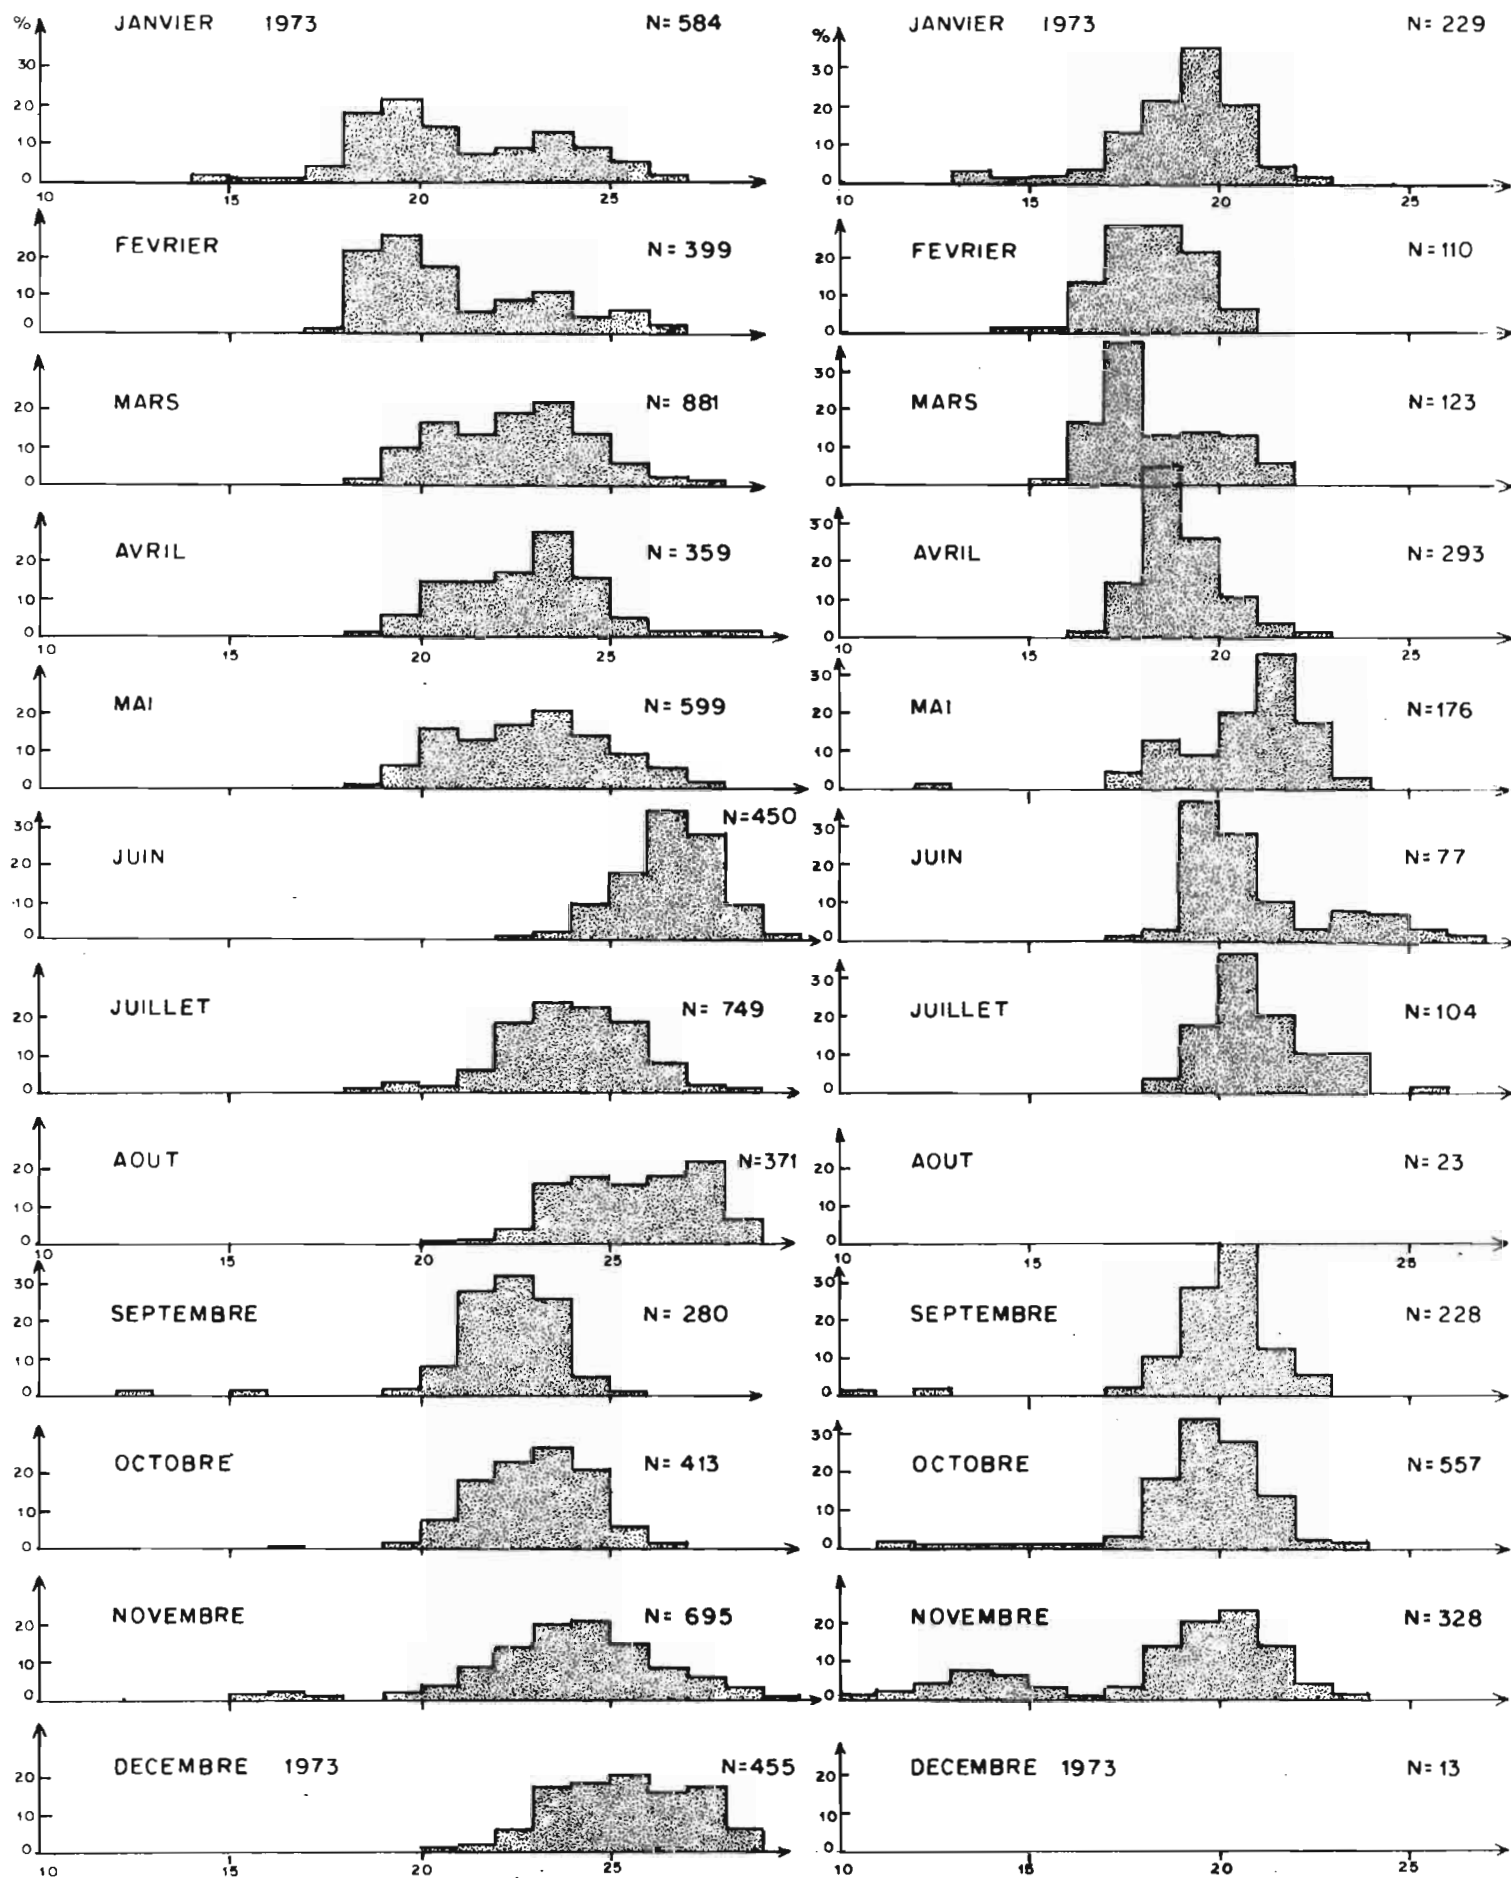 % JANVIER 1973 N= 584
30
20
10
0
10 15 20 25
FEVRIER N= 399
20
10
0
MARS N= 881
20
10
0
AVRIL N= 359
20
10
0
10 15 20 25
MAI N= 599
20
10
0
JUIN N=450
30
20
10
0
JUILLET N= 749
20
10
0
AOUT N=371
20
10
0
10 15 20 25
SEPTEMBRE N= 280
30
20
10
0
OCTOBRE N= 413
20
10
0
NOVEMBRE N= 695
20
10
0
DECEMBRE 1973 N=455
20
10
0
10 15 20 25
% JANVIER 1973 N= 229
30
20
10
0
10 15 20 25
FEVRIER N= 110
20
10
0
MARS N= 123
30
20
10
0
AVRIL N= 293
30
20
10
0
10 15 20 25
MAI N=176
30
20
10
0
JUIN N= 77
30
20
10
0
JUILLET N=104
30
20
10
0
AOUT N= 23
20
10
0
10 15 20 25
SEPTEMBRE N= 228
30
20
10
0
OCTOBRE N=557
30
20
10
0
NOVEMBRE N= 328
20
10
0
DECEMBRE 1973 N= 13
20
10
0
10 15 20 25